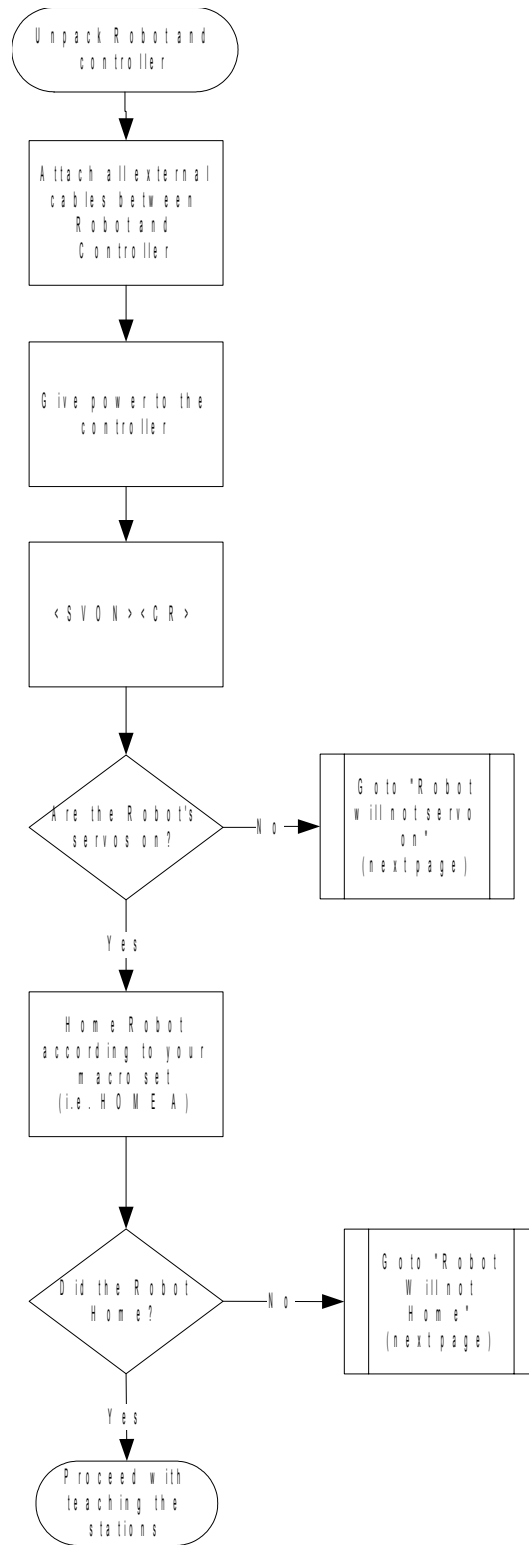 Unpack Robot and
controller
Attach all external
cables between
Robot and
Controller
Give power to the
controller
<SVON><CR>
Are the Robot's
servos on?
No
Goto "Robot
will not servo
on"
(next page)
Yes
Home Robot
according to your
macro set
(i.e. HOME A)
Did the Robot
Home?
No
Goto "Robot
Will not
Home"
(next page)
Yes
Proceed with
teaching the
stations